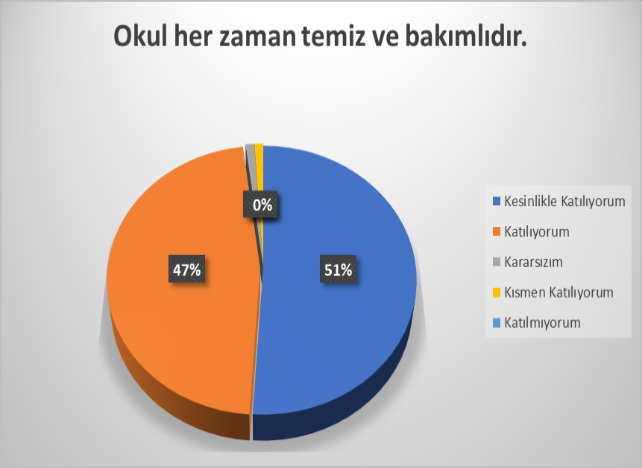 Okul her zaman temiz ve bakımlıdır.
0%
47%
51%
Kesinlikle Katılıyorum
Katılıyorum
Kararsızım
Kısmen Katılıyorum
Katılmıyorum